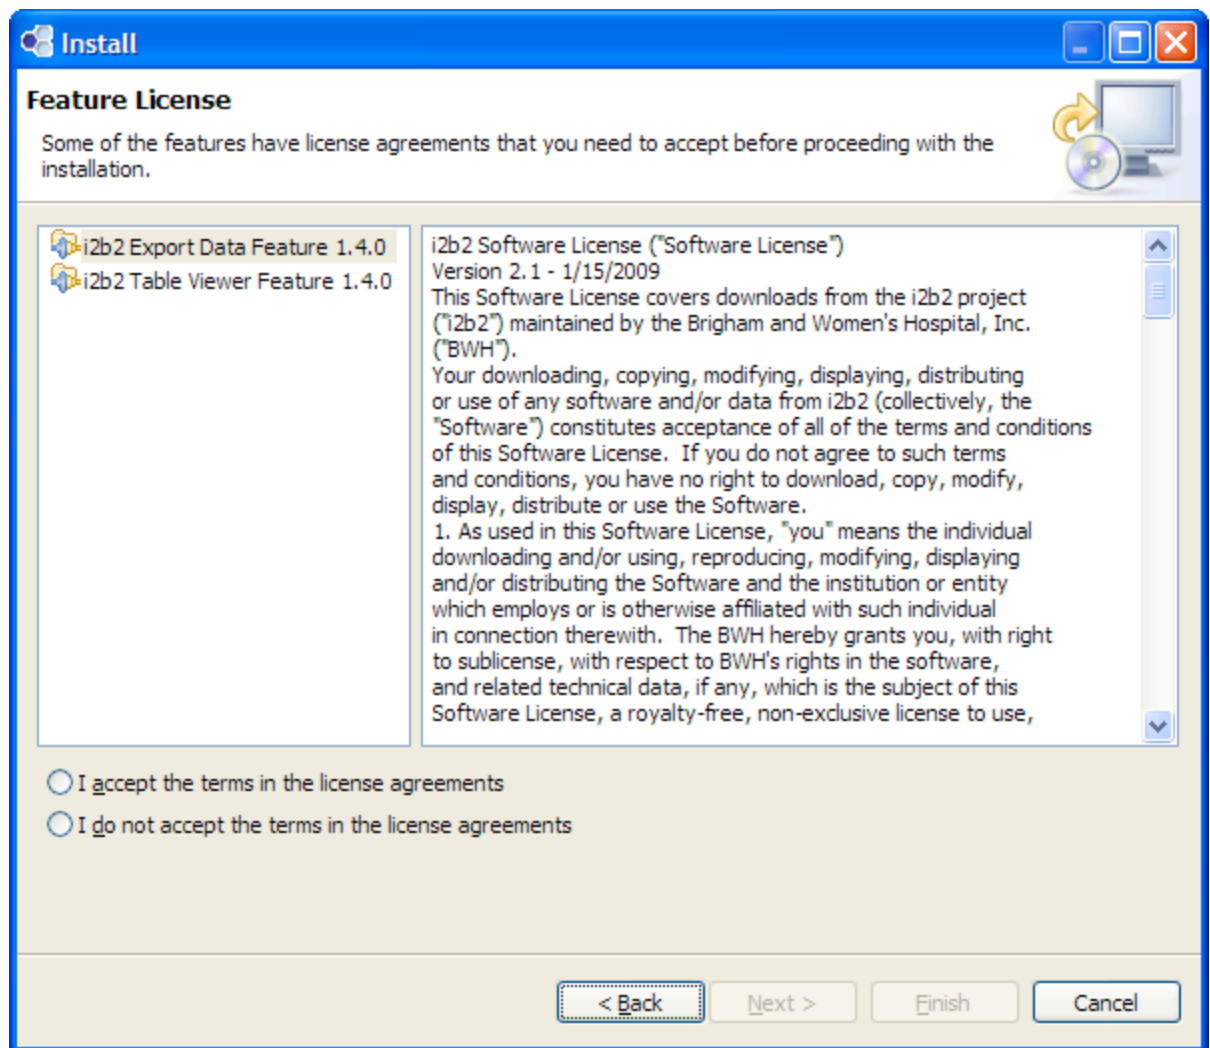 Install
Feature License
Some of the features have license agreements that you need to accept before proceeding with the
installation.
i2b2 Export Data Feature 1.4.0
i2b2 Table Viewer Feature 1.4.0
i2b2 Software License ("Software License")
Version 2.1 - 1/15/2009
This Software License covers downloads from the i2b2 project
("i2b2") maintained by the Brigham and Women's Hospital, Inc.
("BWH").
Your downloading, copying, modifying, displaying, distributing
or use of any software and/or data from i2b2 (collectively, the
"Software") constitutes acceptance of all of the terms and conditions
of this Software License.  If you do not agree to such terms
and conditions, you have no right to download, copy, modify,
display, distribute or use the Software.
1. As used in this Software License, "you" means the individual
downloading and/or using, reproducing, modifying, displaying
and/or distributing the Software and the institution or entity
which employs or is otherwise affiliated with such individual
in connection therewith.  The BWH hereby grants you, with right
to sublicense, with respect to BWH's rights in the software,
and related technical data, if any, which is the subject of this
Software License, a royalty-free, non-exclusive license to use,
I accept the terms in the license agreements
I do not accept the terms in the license agreements
< Back
Next >
Finish
Cancel